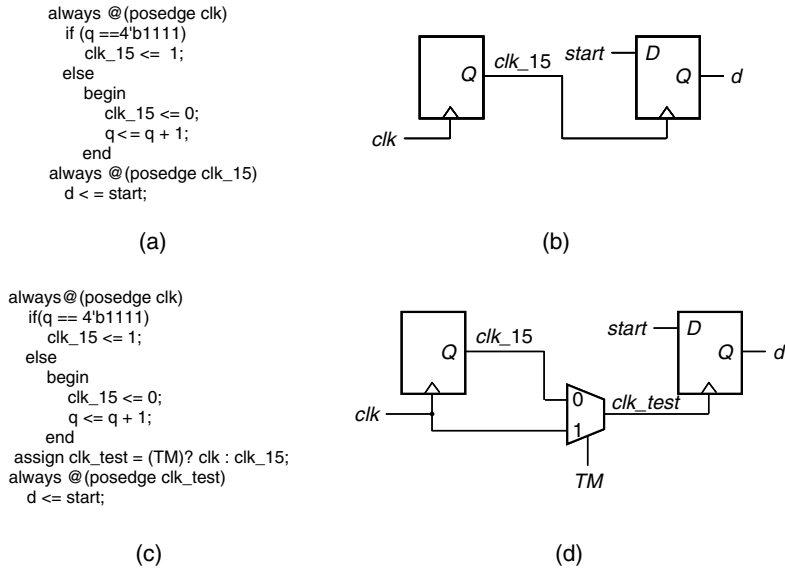 always @(posedge clk)
if (q ==4'b1111)
clk_15 <= 1;
else
begin
clk_15 <= 0;
q<= q + 1;
end
always @(posedge clk_15)
d < = start;
(a)
Q
clk_15
clk
start
D
Q
d
(b)
always@(posedge clk)
if(q == 4'b1111)
clk_15 <= 1;
else
begin
clk_15 <= 0;
q <= q + 1;
end
assign clk_test = (TM)? clk : clk_15;
always @(posedge clk_test)
d <= start;
(c)
Q
clk_15
clk
0
1
TM
clk_test
start
D
Q
d
(d)